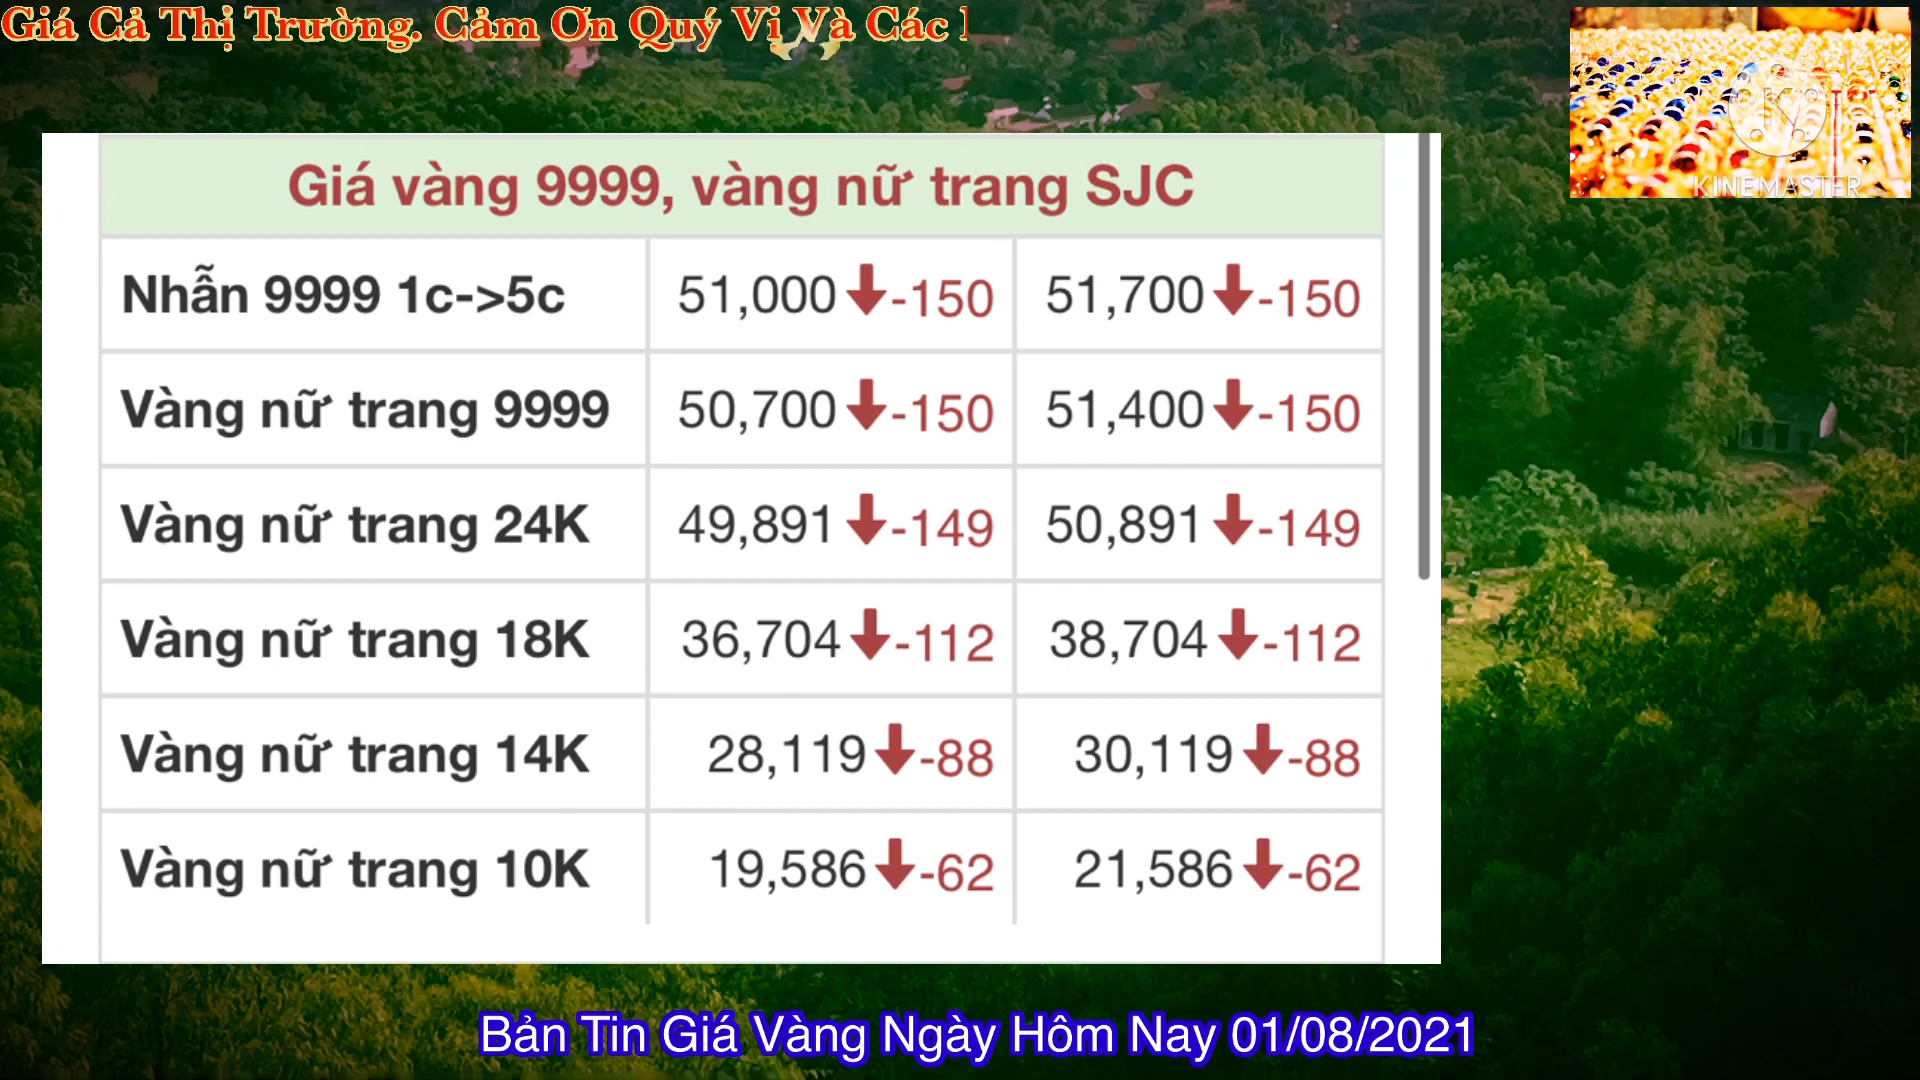 Giá Cả Thị Trường. Cảm Ơn Quý Vị Và Các
KINEMASTER
Giá vàng 9999, vàng nữ trang SJC
Nhẫn 9999 1c->5c 51,000 -150 51,700 -150
Vàng nữ trang 9999 50,700 -150 51,400 -150
Vàng nữ trang 24K 49,891 -149 50,891 -149
Vàng nữ trang 18K 36,704 -112 38,704 -112
Vàng nữ trang 14K 28,119 -88 30,119 -88
Vàng nữ trang 10K 19,586 -62 21,586 -62
Bản Tin Giá Vàng Ngày Hôm Nay 01/08/2021